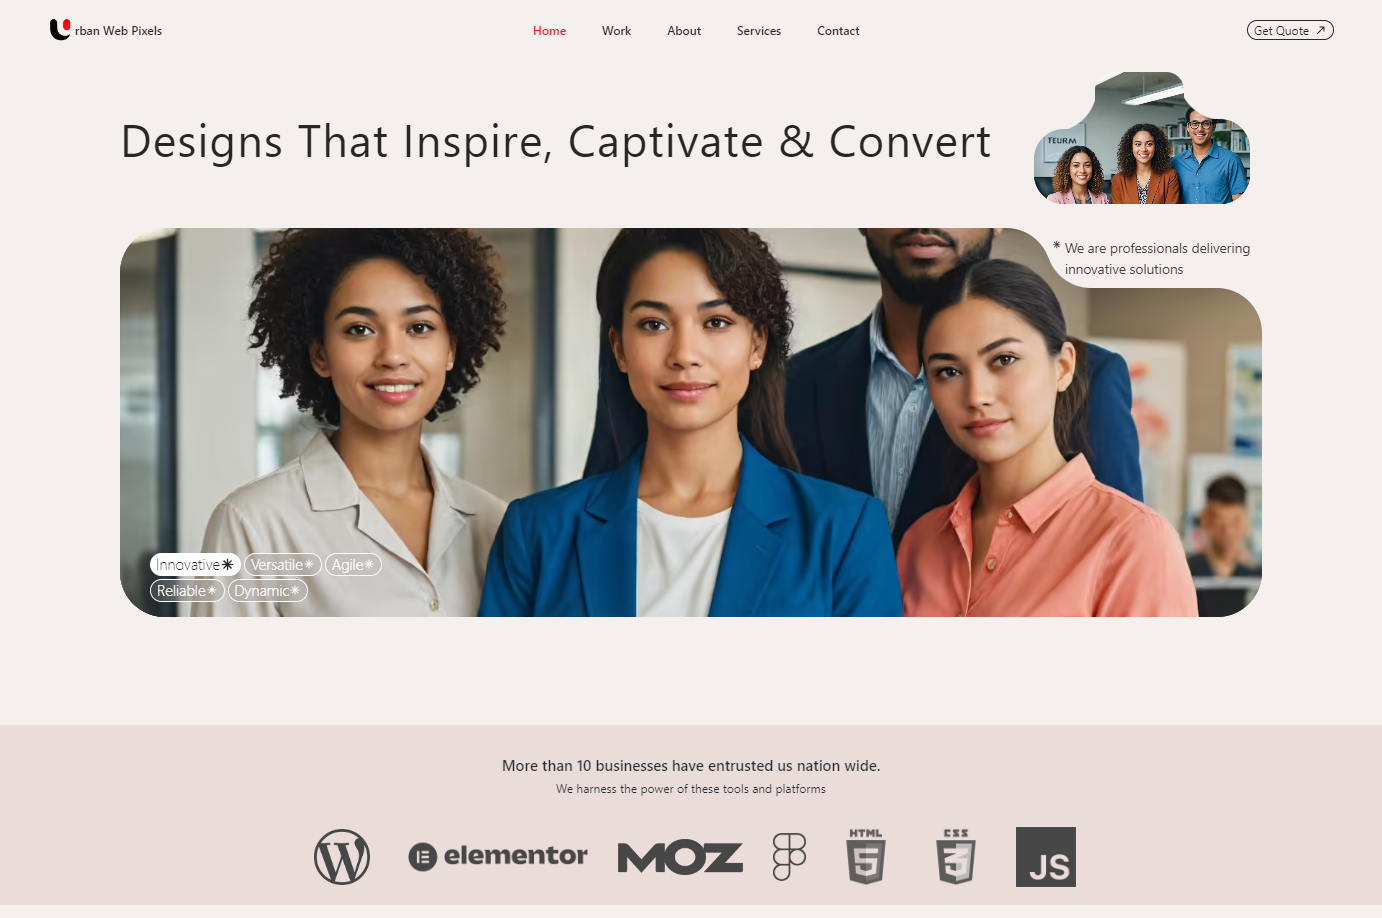 rban Web Pixels
Home Work About Services Contact
Get Quote
Designs That Inspire, Captivate & Convert
TEURM
* We are professionals delivering
innovative solutions
Innovative* Versatile* Agile*
Reliable* Dynamic*
More than 10 businesses have entrusted us nation wide.
We harness the power of these tools and platforms
W elementor MOZ HTML 5 CSS 3 JS